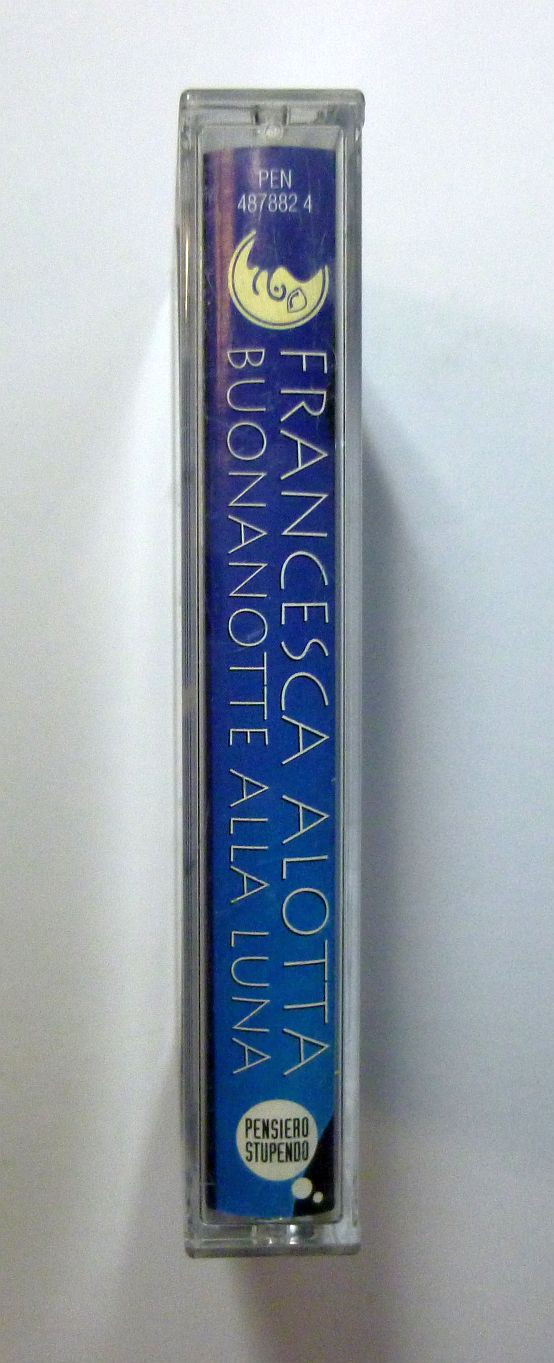 PEN
487882 4
FRANCESCA ALOTTA
BUONANOTTE ALLA LUNA
PENSIERO
STUPENDO